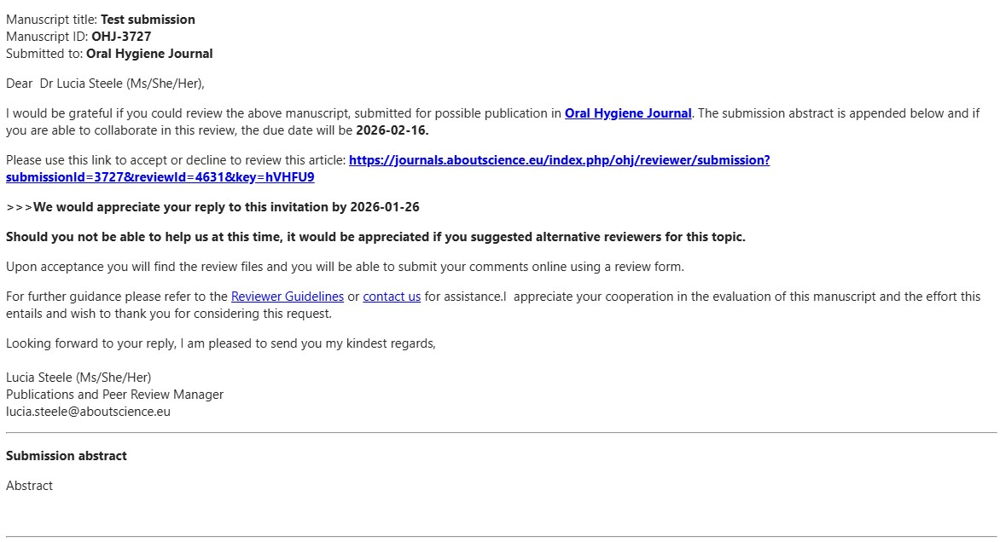 Manuscript title: Test submission
Manuscript ID: OHJ-3727
Submitted to: Oral Hygiene Journal
Dear  Dr Lucia Steele (Ms/She/Her),
I would be grateful if you could review the above manuscript, submitted for possible publication in Oral Hygiene Journal. The submission abstract is appended below and if
you are able to collaborate in this review, the due date will be 2026-02-16.
Please use this link to accept or decline to review this article: https://journals.aboutscience.eu/index.php/ohj/reviewer/submission?
submissionId=3727&reviewId=4631&key=hVHFU9
>>>We would appreciate your reply to this invitation by 2026-01-26
Should you not be able to help us at this time, it would be appreciated if you suggested alternative reviewers for this topic.
Upon acceptance you will find the review files and you will be able to submit your comments online using a review form.
For further guidance please refer to the Reviewer Guidelines or contact us for assistance.I  appreciate your cooperation in the evaluation of this manuscript and the effort this
entails and wish to thank you for considering this request.
Looking forward to your reply, I am pleased to send you my kindest regards,
Lucia Steele (Ms/She/Her)
Publications and Peer Review Manager
lucia.steele@aboutscience.eu
Submission abstract
Abstract